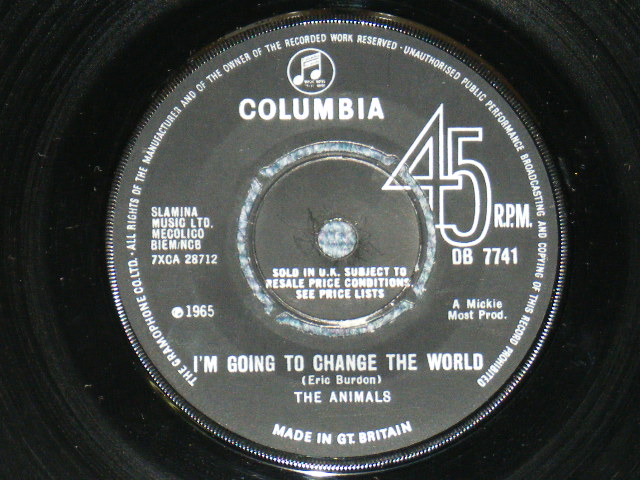 THE GRAMOPHONE CO. LTD. · ALL RIGHTS OF THE MANUFACTURER AND OF THE OWNER OF THE RECORDED WORK RESERVED · UNAUTHORISED PUBLIC PERFORMANCE BROADCASTING AND COPYING OF THIS RECORD PROHIBITED
COLUMBIA
45
R.P.M.
SLAMINA
MUSIC LTD.
MECOLICO
BIEM/NCB
7XCA 28712
DB 7741
SOLD IN U.K. SUBJECT TO
RESALE PRICE CONDITIONS,
SEE PRICE LISTS
℗1965
A Mickie
Most Prod.
I'M GOING TO CHANGE THE WORLD
(Eric Burdon)
THE ANIMALS
MADE IN GT. BRITAIN